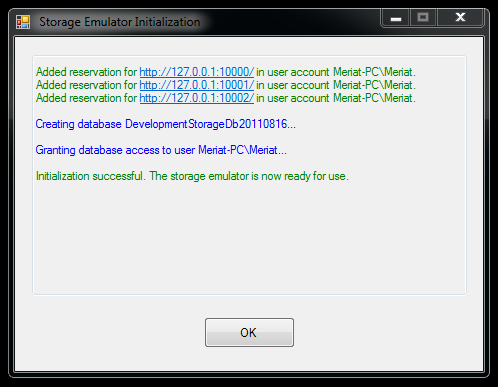 Storage Emulator Initialization
Added reservation for http://127.0.0.1:10000/ in user account Meriat-PC\Meriat.
Added reservation for http://127.0.0.1:10001/ in user account Meriat-PC\Meriat.
Added reservation for http://127.0.0.1:10002/ in user account Meriat-PC\Meriat.
Creating database DevelopmentStorageDb20110816...
Granting database access to user Meriat-PC\Meriat...
Initialization successful. The storage emulator is now ready for use.
OK